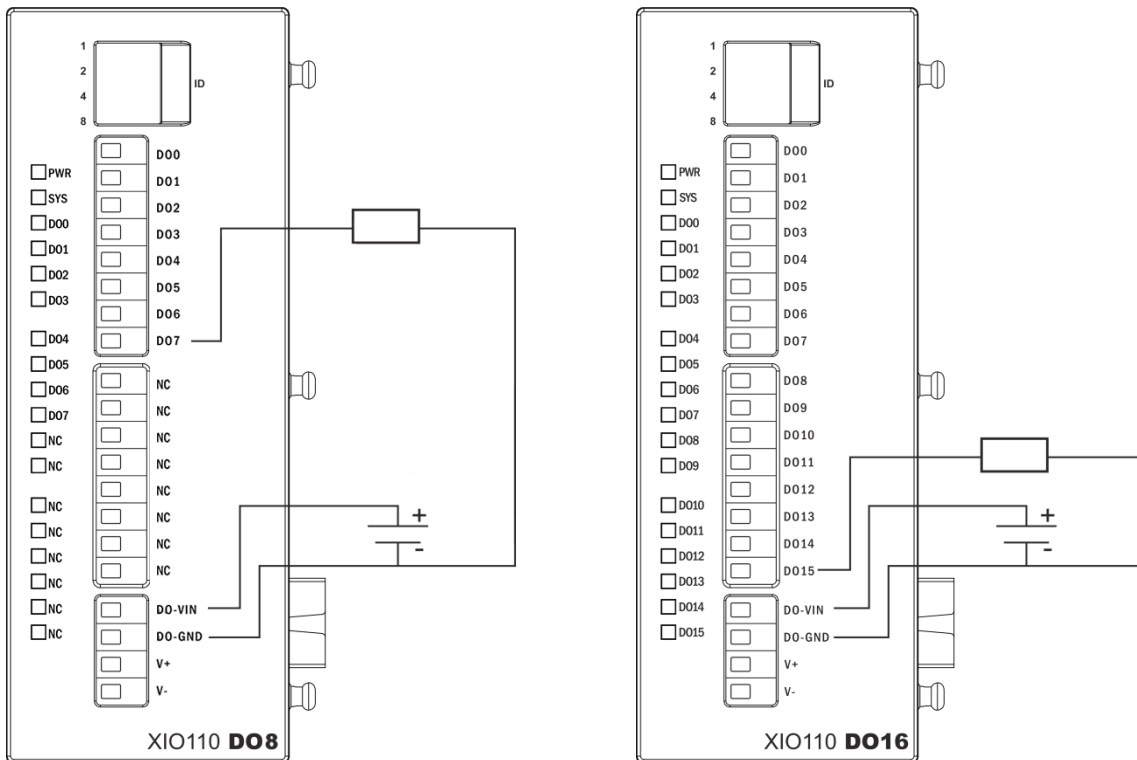 1
2
4
8
ID
PWR
SYS
DO0
DO1
DO2
DO3
DO4
DO5
DO6
DO7
NC
NC
NC
NC
NC
NC
NC
NC
DO0
DO1
DO2
DO3
DO4
DO5
DO6
DO7
NC
NC
NC
NC
NC
NC
NC
NC
DO-VIN
DO-GND
V+
V-
+
-
XIO110 DO8
1
2
4
8
ID
PWR
SYS
DO0
DO1
DO2
DO3
DO4
DO5
DO6
DO7
DO8
DO9
DO10
DO11
DO12
DO13
DO14
DO15
DO0
DO1
DO2
DO3
DO4
DO5
DO6
DO7
DO8
DO9
DO10
DO11
DO12
DO13
DO14
DO15
DO-VIN
DO-GND
V+
V-
+
-
XIO110 DO16